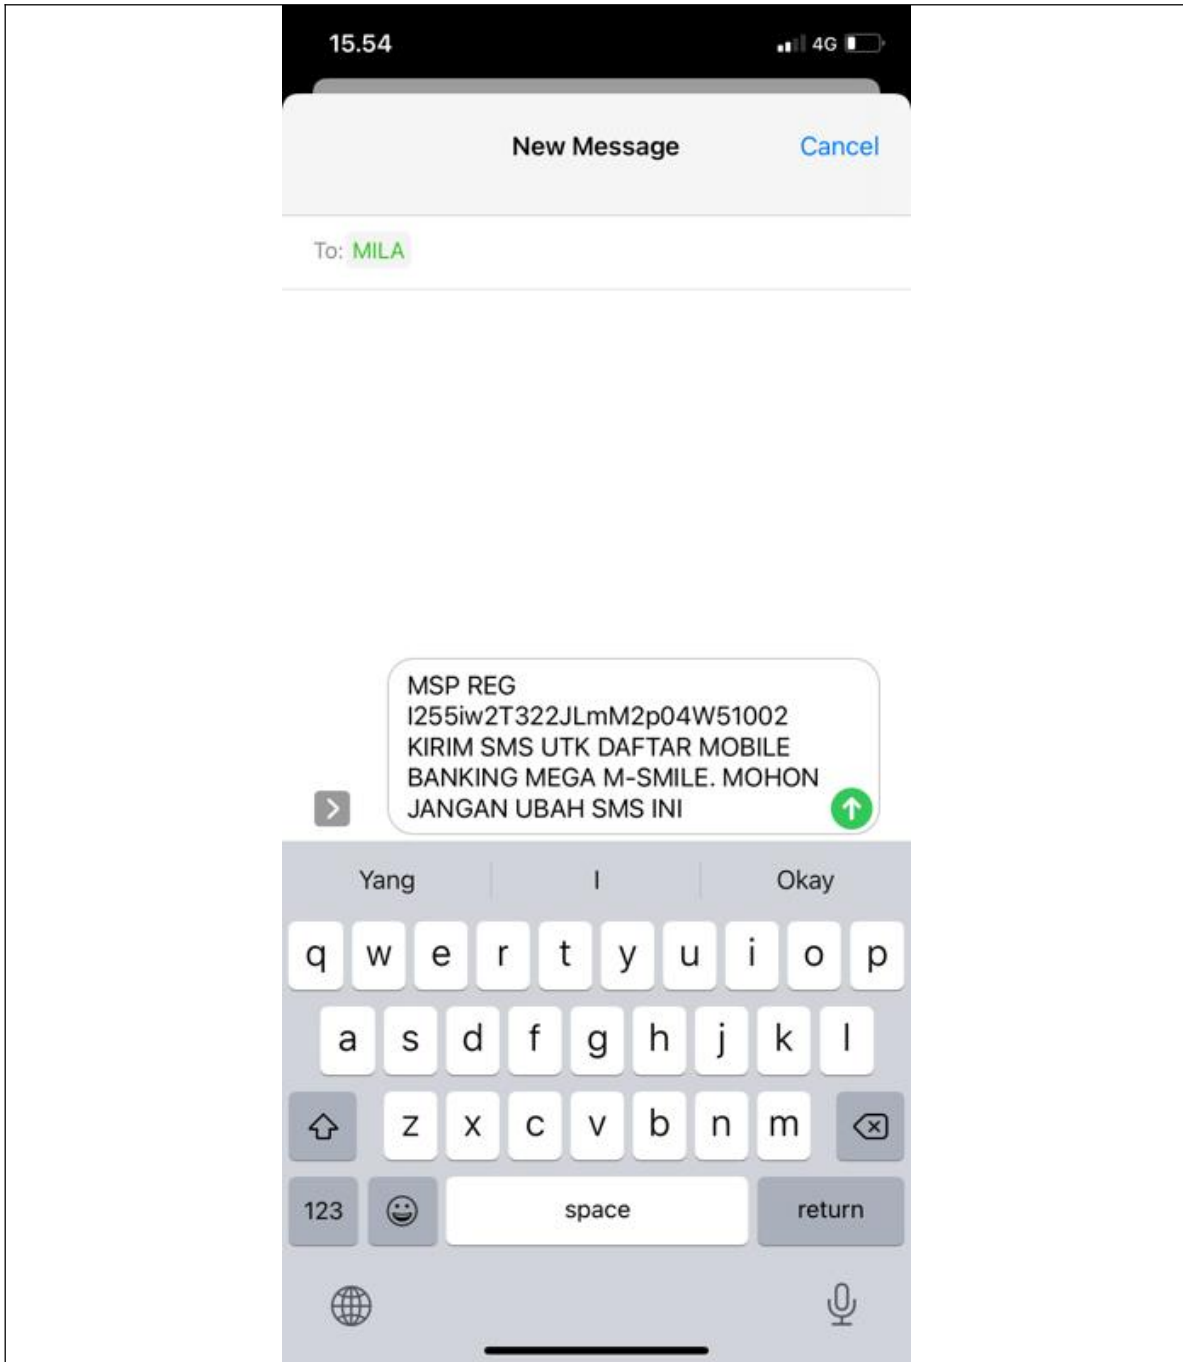 15.54
4G
New Message
Cancel
To: MILA
MSP REG
I255iw2T322JLmM2p04W51002
KIRIM SMS UTK DAFTAR MOBILE
BANKING MEGA M-SMILE. MOHON
JANGAN UBAH SMS INI
Yang
I
Okay
q w e r t y u i o p
a s d f g h j k l
z x c v b n m
123
space
return